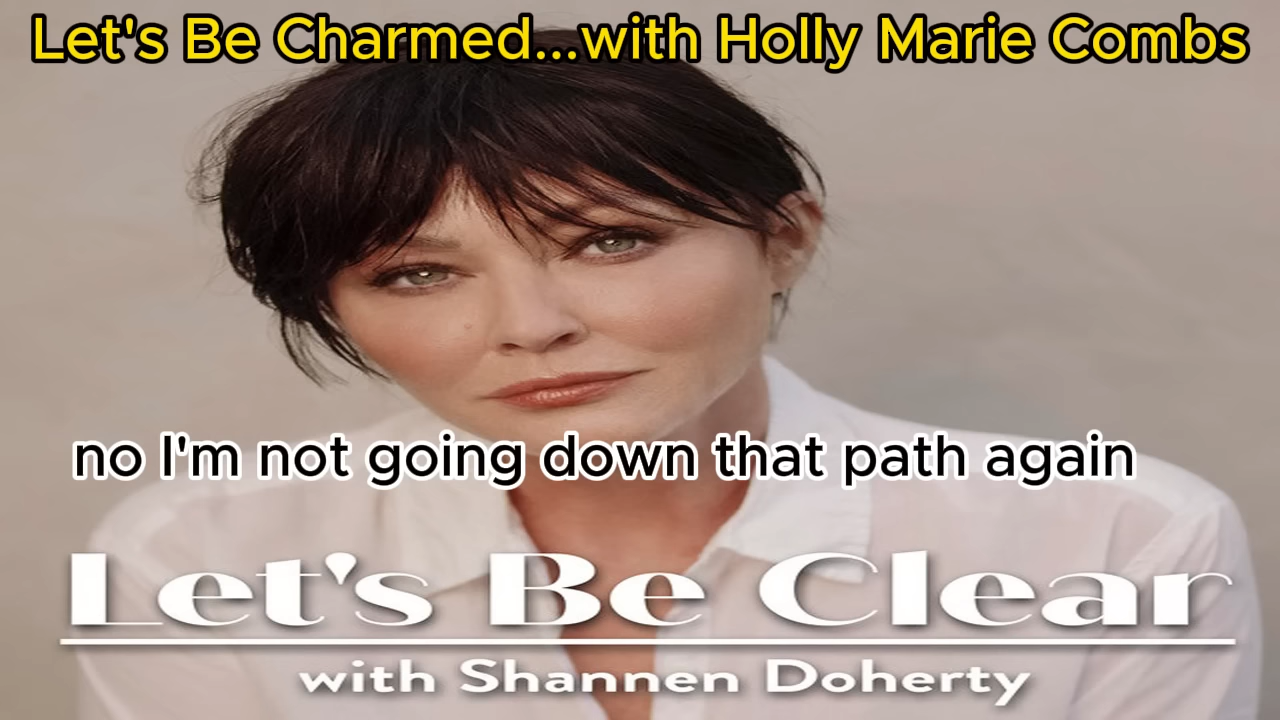 Let's Be Charmed...with Holly Marie Combs
no I'm not going down that path again
Let's Be Clear
with Shannen Doherty